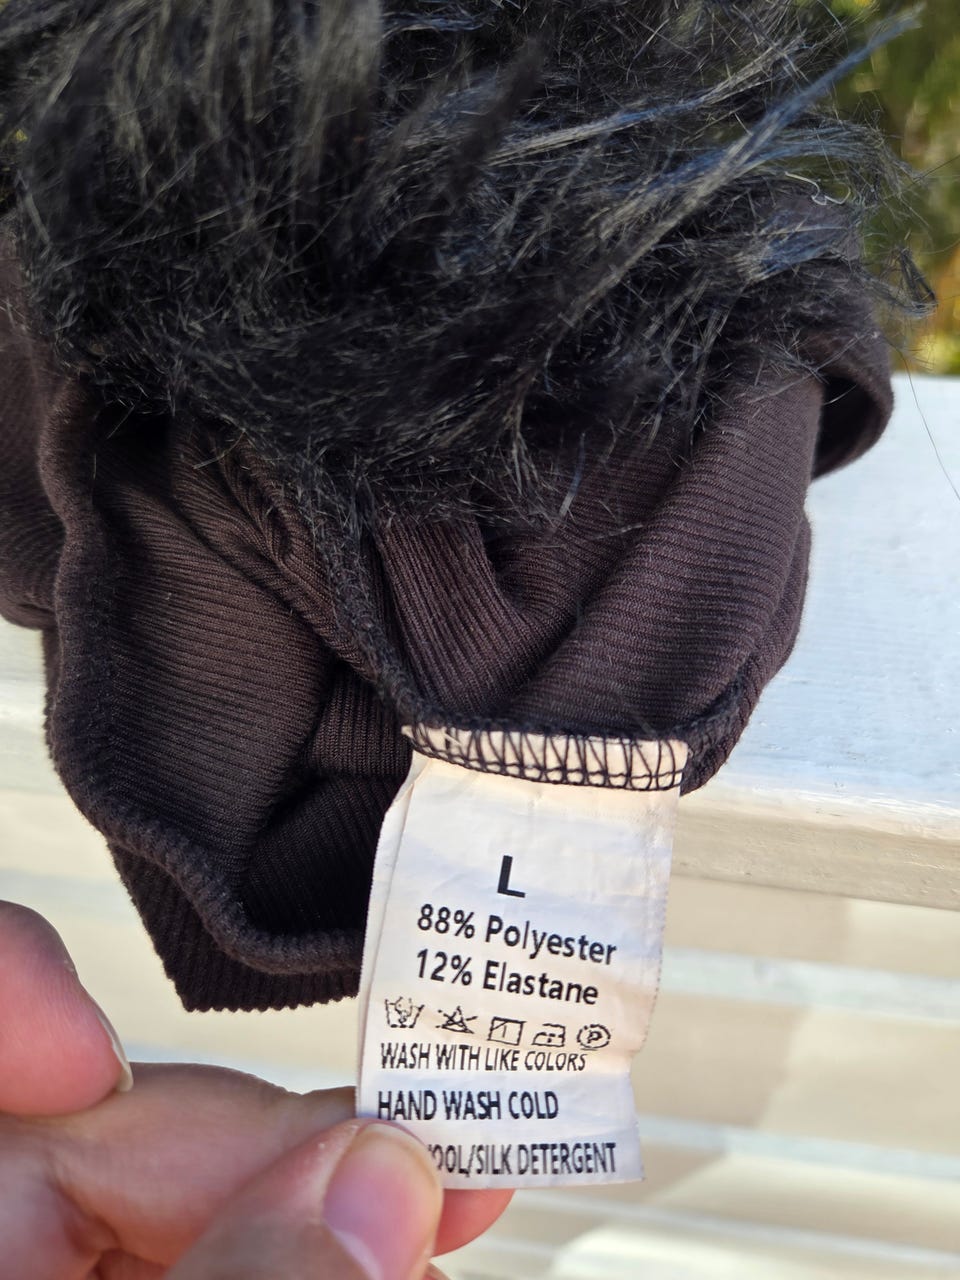 L
88% Polyester
12% Elastane
WASH WITH LIKE COLORS
HAND WASH COLD
SILK DETERGENT